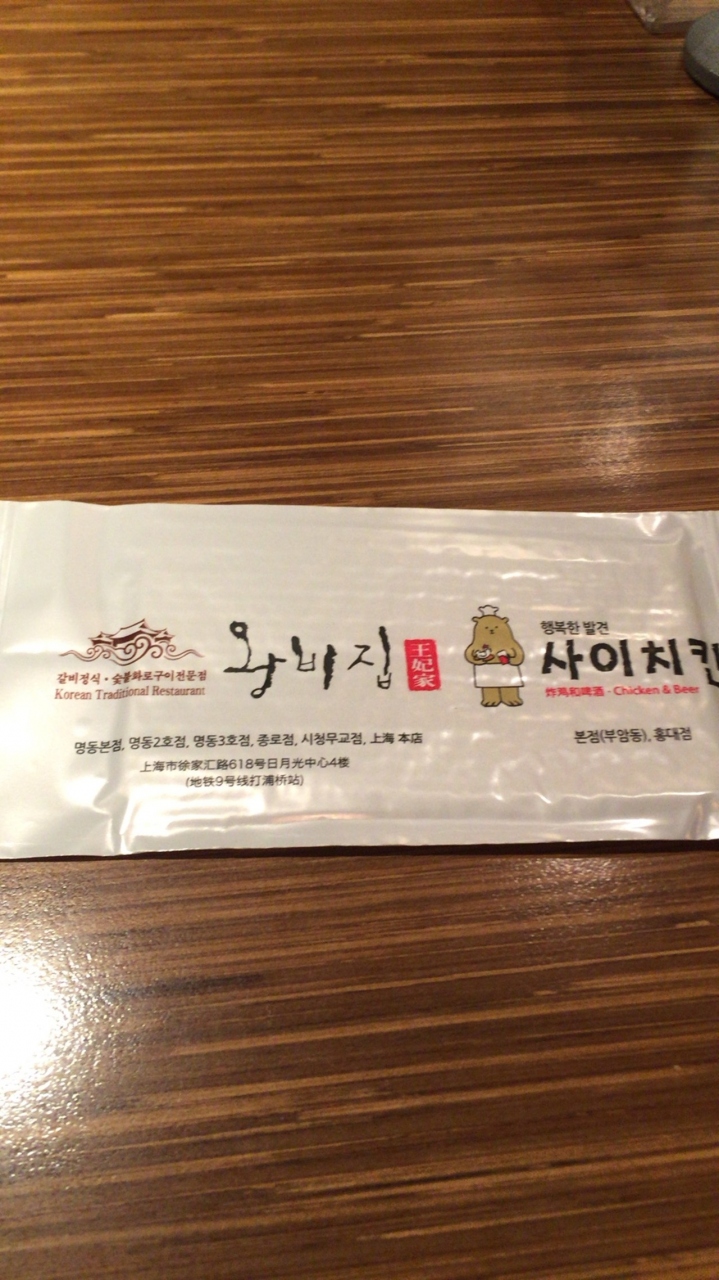 갈비정식 · 숯불화로구이전문점
Korean Traditional Restaurant
왕비집
王妃家
명동본점, 명동2호점, 명동3호점, 종로점, 시청무교점, 上海 本店
上海市徐家汇路618号日月光中心4楼
(地铁9号线打浦桥站)
행복한 발견
사이치킨
炸鸡和啤酒 · Chicken & Beer
본점(부암동), 홍대점